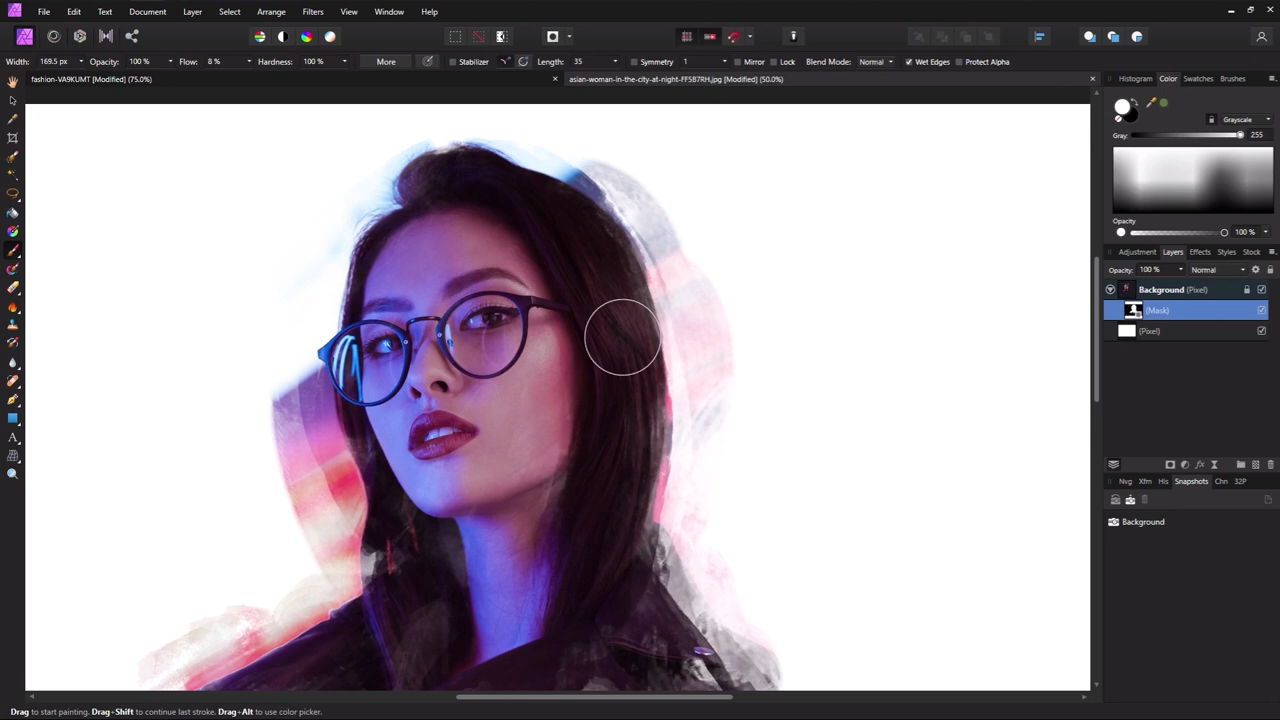 File Edit Text Document Layer Select Arrange Filters View Window Help
Width: 169.5 px Opacity: 100 % Flow: 8 % Hardness: 100 % More Stabilizer Length: 35 Symmetry 1 Mirror Lock Blend Mode: Normal Wet Edges Protect Alpha
fashion-VA9KUMT [Modified] (75.0%) asian-woman-in-the-city-at-night-FF5B7RH.jpg [Modified] (50.0%)
Histogram Color Swatches Brushes
Grayscale
Gray: 255
Opacity
100 %
Adjustment Layers Effects Styles Stock
Opacity: 100 % Normal
Background (Pixel)
(Mask)
(Pixel)
Nvg Xfm His Snapshots Chn 32P
Background
Drag to start painting. Drag+Shift to continue last stroke. Drag+Alt to use color picker.